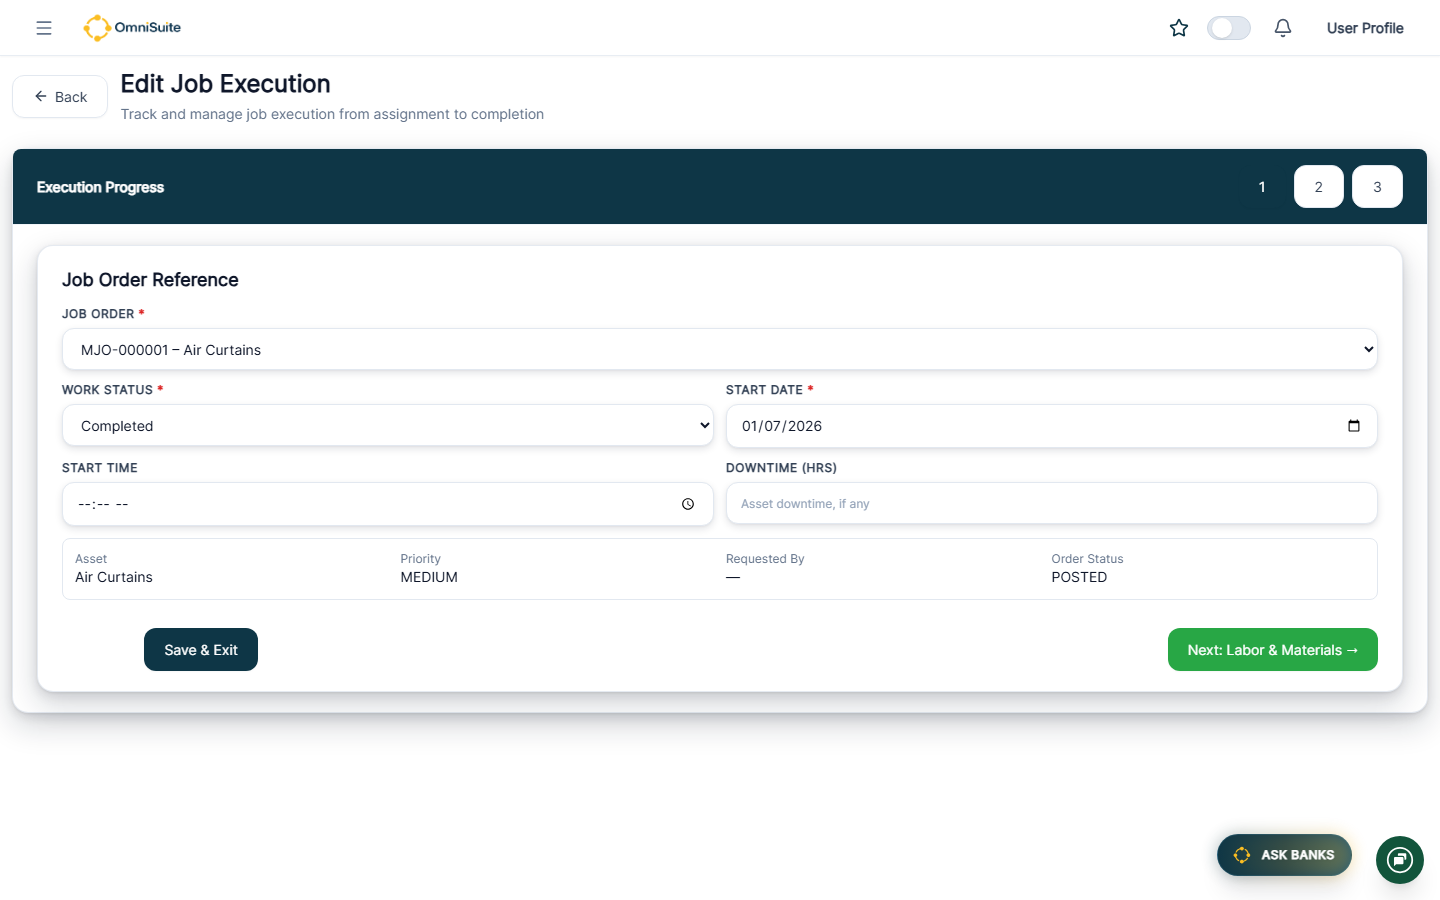 OmniSuite
User Profile
Back
Edit Job Execution
Track and manage job execution from assignment to completion
Execution Progress
1
2
3
Job Order Reference
JOB ORDER *
MJO-000001 – Air Curtains
WORK STATUS *
START DATE *
Completed
01/07/2026
START TIME
DOWNTIME (HRS)
--:-- --
Asset downtime, if any
Asset
Priority
Requested By
Order Status
Air Curtains
MEDIUM
—
POSTED
Save & Exit
Next: Labor & Materials →
ASK BANKS